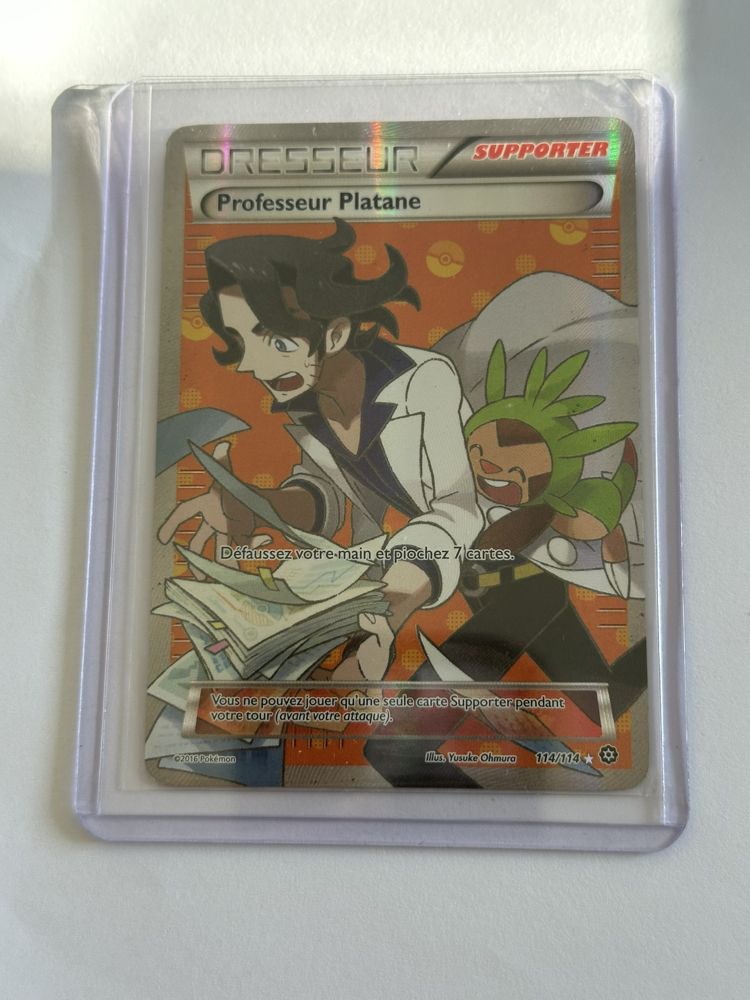 DRESSEUR
SUPPORTER
Professeur Platane
Défaussez votre main et piochez 7 cartes.
Vous ne pouvez jouer qu'une seule carte Supporter pendant
votre tour (avant votre attaque).
©2016 Pokémon
Illus. Yusuke Ohmura
114/114